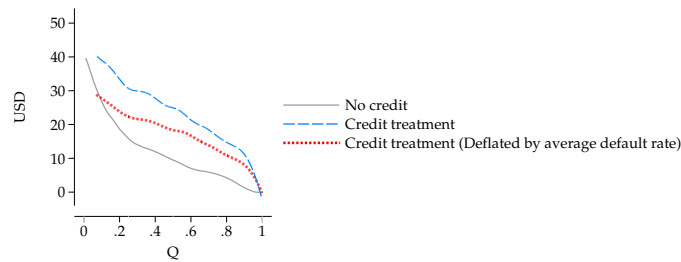 50
40
30
20
10
0
USD
0 .2 .4 .6 .8 1
Q
No credit
Credit treatment
Credit treatment (Deflated by average default rate)